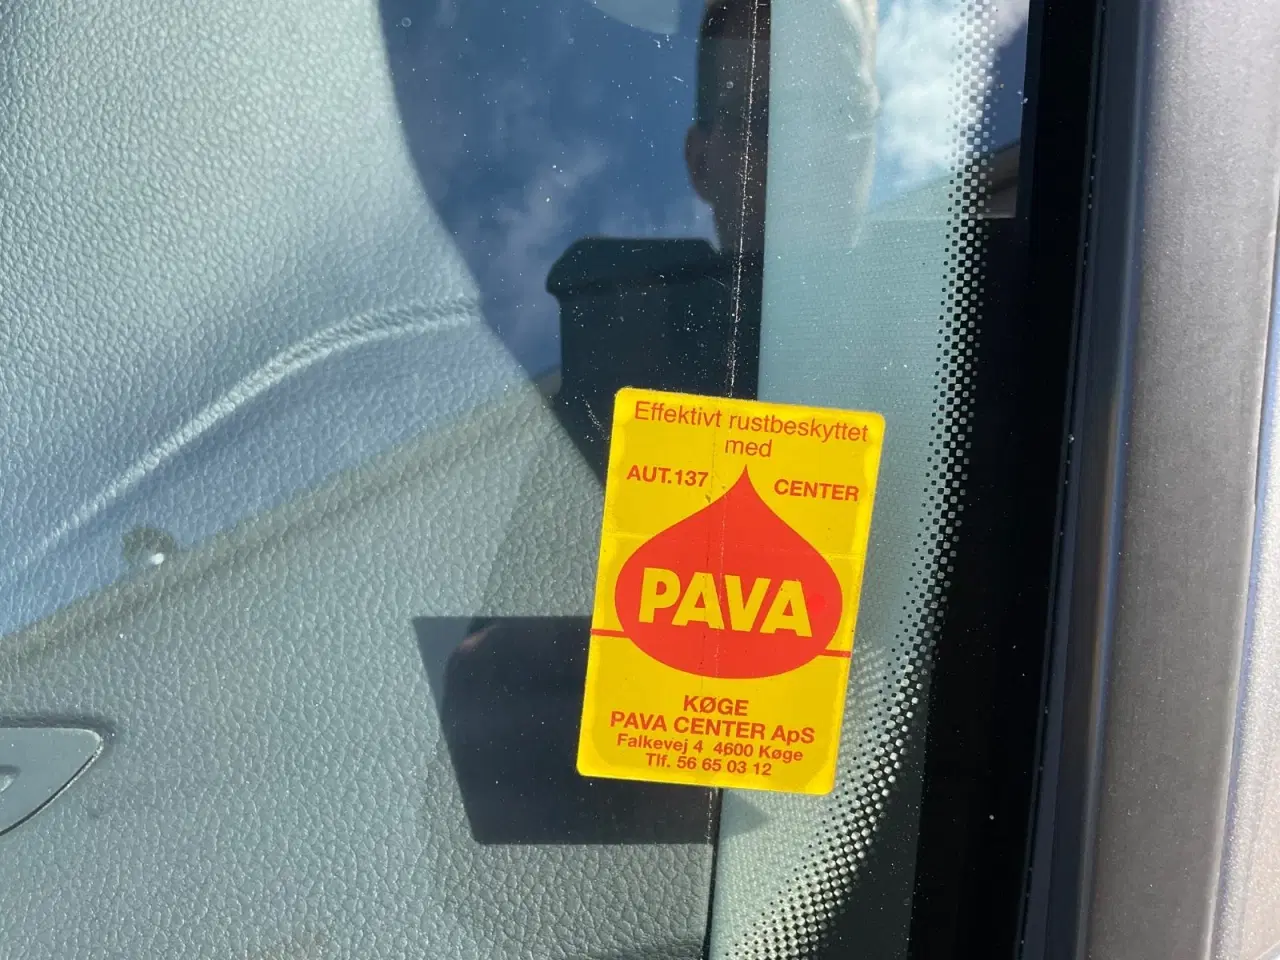 Effektivt rustbeskyttet
med
AUT.137 CENTER
PAVA
KØGE
PAVA CENTER ApS
Falkevej 4 4600 Køge
Tlf. 56 65 03 12